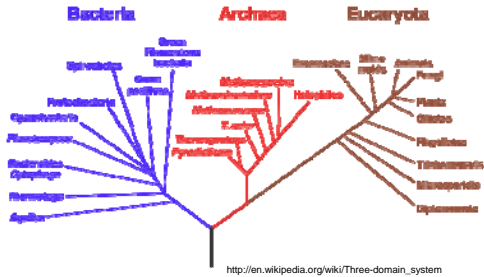 Bacteria
Archaea
Eucaryota
Green
Filamentous
bacteria
Spirochetes
Gram
positives
Proteobacteria
Cyanobacteria
Planctomyces
Bacteroides
Cytophaga
Thermotoga
Aquifex
Methanosarcina
Methanobacterium
Halophiles
Methanococcus
T. celer
Thermoproteus
Pyrodicticum
Entamoebae
Slime
molds
Animals
Fungi
Plants
Ciliates
Flagellates
Trichomonads
Microsporidia
Diplomonads
http://en.wikipedia.org/wiki/Three-domain_system